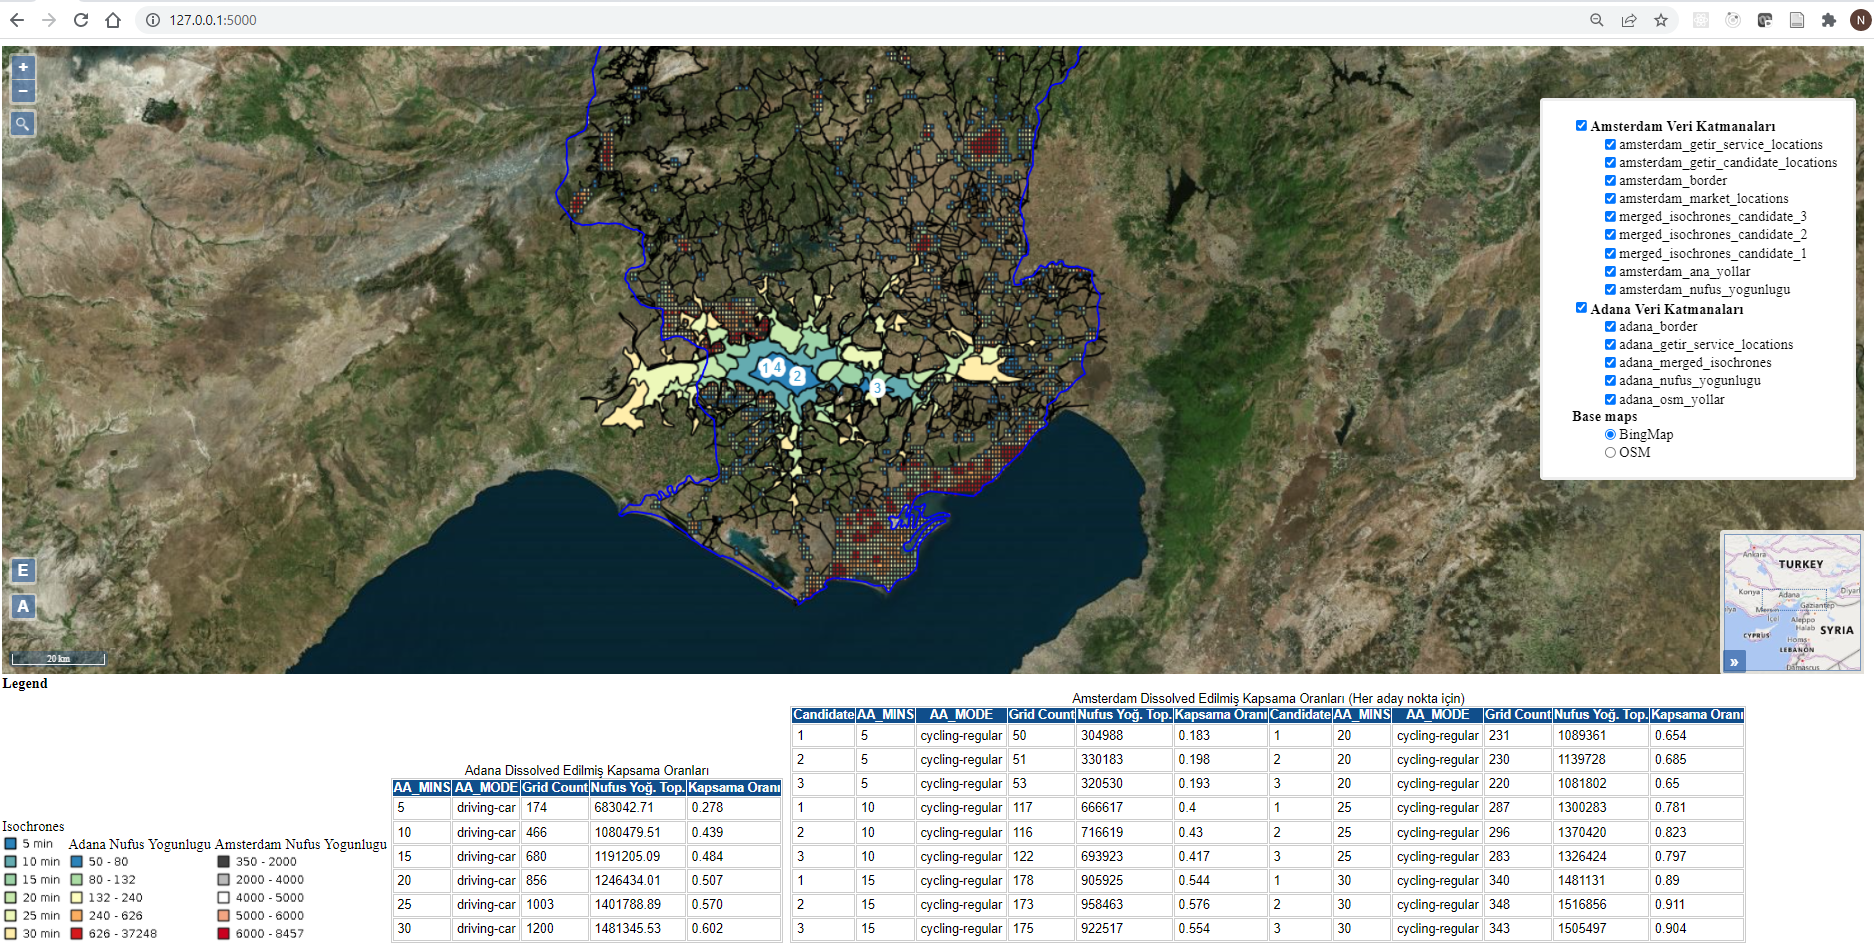 127.0.0.1:5000
N
+
−
Amsterdam Veri Katmanaları
amsterdam_getir_service_locations
amsterdam_getir_candidate_locations
amsterdam_border
amsterdam_market_locations
merged_isochrones_candidate_3
merged_isochrones_candidate_2
merged_isochrones_candidate_1
amsterdam_ana_yollar
amsterdam_nufus_yogunlugu
Adana Veri Katmanaları
adana_border
adana_getir_service_locations
adana_merged_isochrones
adana_nufus_yogunlugu
adana_osm_yollar
Base maps
BingMap
OSM
1 4
2
3
E
A
20 km
Ankara
TURKEY
Konya
Adana
Diyarı
Gaziantep
Mersin
İçel
Aleppo
Halab
SYRIA
CYPRUS
Homs
LEBANON
Damascus
»
Legend
Isochrones
5 min
10 min
15 min
20 min
25 min
30 min
Adana Nufus Yogunlugu
50 - 80
80 - 132
132 - 240
240 - 626
626 - 37248
Amsterdam Nufus Yogunlugu
350 - 2000
2000 - 4000
4000 - 5000
5000 - 6000
6000 - 8457
Adana Dissolved Edilmiş Kapsama Oranları
AA_MINS AA_MODE Grid Count Nufus Yoğ. Top. Kapsama Oranı
5 driving-car 174 683042.71 0.278
10 driving-car 466 1080479.51 0.439
15 driving-car 680 1191205.09 0.484
20 driving-car 856 1246434.01 0.507
25 driving-car 1003 1401788.89 0.570
30 driving-car 1200 1481345.53 0.602
Amsterdam Dissolved Edilmiş Kapsama Oranları (Her aday nokta için)
Candidate AA_MINS AA_MODE Grid Count Nufus Yoğ. Top. Kapsama Oranı Candidate AA_MINS AA_MODE Grid Count Nufus Yoğ. Top. Kapsama Oranı
1 5 cycling-regular 50 304988 0.183 1 20 cycling-regular 231 1089361 0.654
2 5 cycling-regular 51 330183 0.198 2 20 cycling-regular 230 1139728 0.685
3 5 cycling-regular 53 320530 0.193 3 20 cycling-regular 220 1081802 0.65
1 10 cycling-regular 117 666617 0.4 1 25 cycling-regular 287 1300283 0.781
2 10 cycling-regular 116 716619 0.43 2 25 cycling-regular 296 1370420 0.823
3 10 cycling-regular 122 693923 0.417 3 25 cycling-regular 283 1326424 0.797
1 15 cycling-regular 178 905925 0.544 1 30 cycling-regular 340 1481131 0.89
2 15 cycling-regular 173 958463 0.576 2 30 cycling-regular 348 1516856 0.911
3 15 cycling-regular 175 922517 0.554 3 30 cycling-regular 343 1505497 0.904